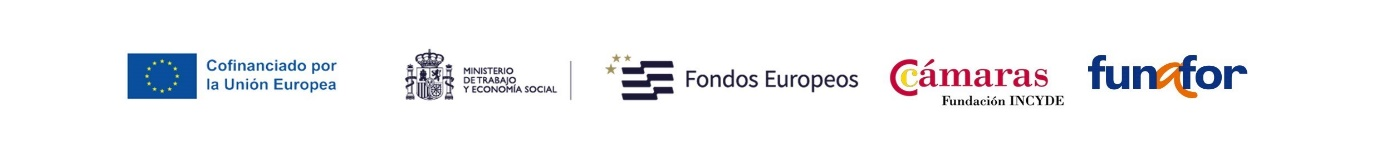 Cofinanciado por
la Unión Europea
MINISTERIO
DE TRABAJO
Y ECONOMÍA SOCIAL
Fondos Europeos
Cámaras
Fundación INCYDE
funafor